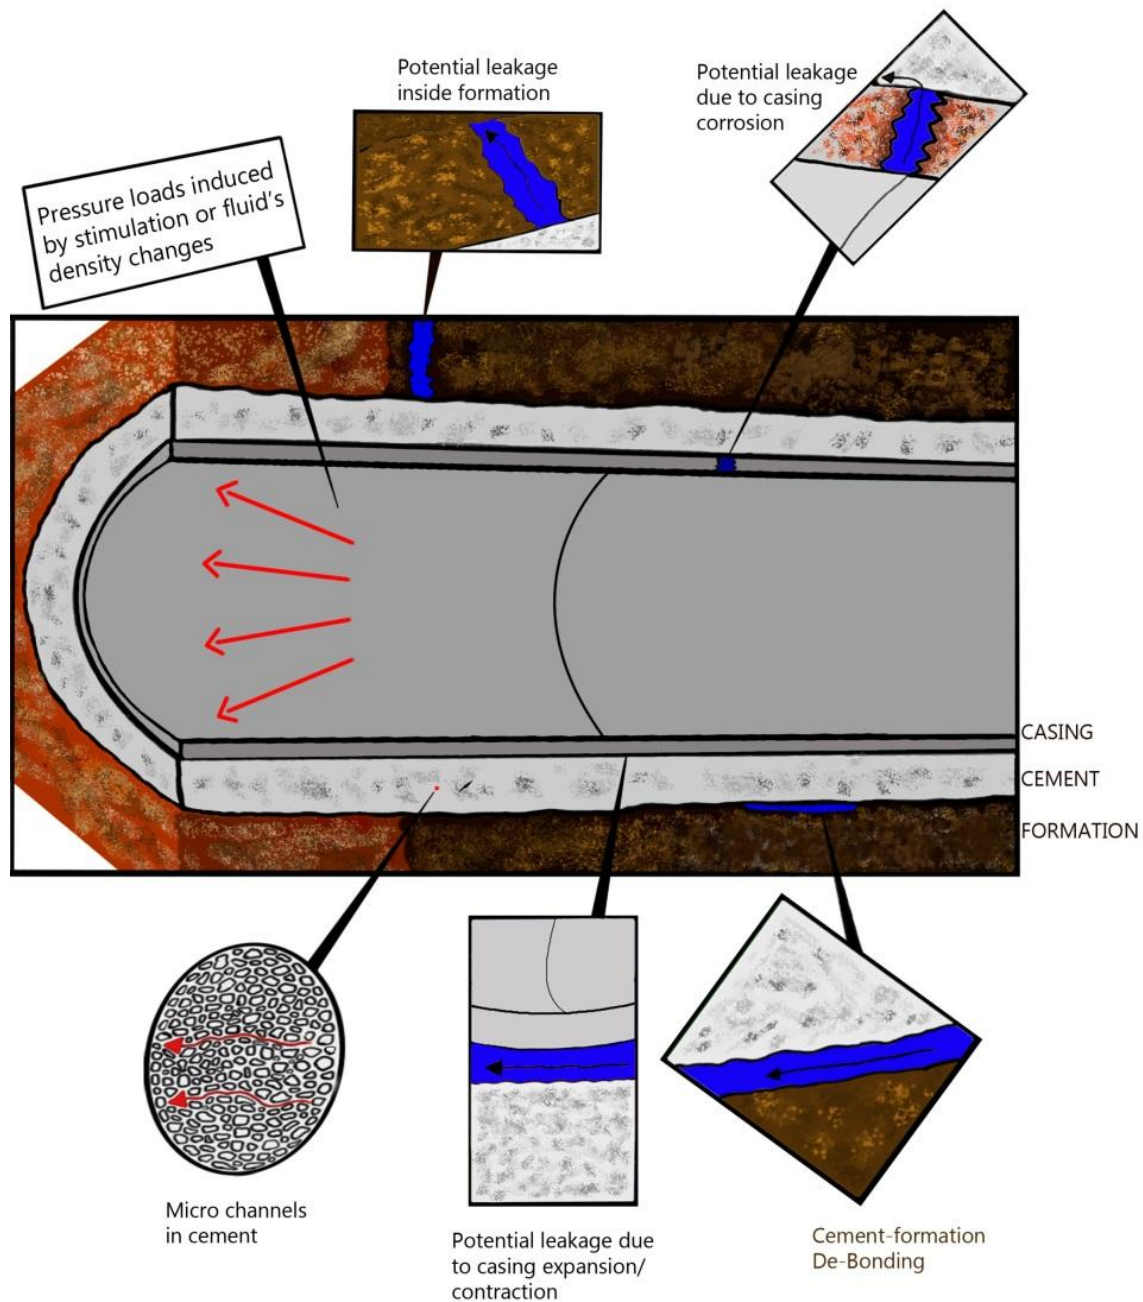 Potential leakage
inside formation
Potential leakage
due to casing
corrosion
Pressure loads induced
by stimulation or fluid's
density changes
CASING
CEMENT
FORMATION
Micro channels
in cement
Potential leakage due
to casing expansion/
contraction
Cement-formation
De-Bonding